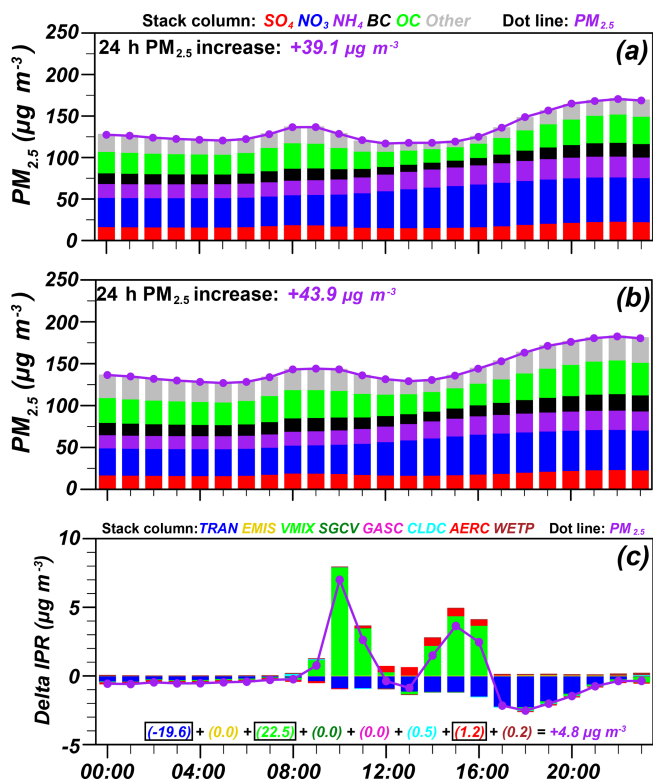 Stack column: SO₄ NO₃ NH₄ BC OC Other Dot line: PM₂.₅
250
200
150
100
50
0
PM₂.₅ (µg m⁻³)
24 h PM₂.₅ increase: +39.1 µg m⁻³
(a)
250
200
150
100
50
0
PM₂.₅ (µg m⁻³)
24 h PM₂.₅ increase: +43.9 µg m⁻³
(b)
Stack column: TRAN EMIS VMIX SGCV GASC CLDC AERC WETP Dot line: PM₂.₅
10
5
0
-5
Delta IPR (µg m⁻³)
(c)
(-19.6) + (0.0) + (22.5) + (0.0) + (0.0) + (0.5) + (1.2) + (0.2) = +4.8 µg m⁻³
00:00 04:00 08:00 12:00 16:00 20:00